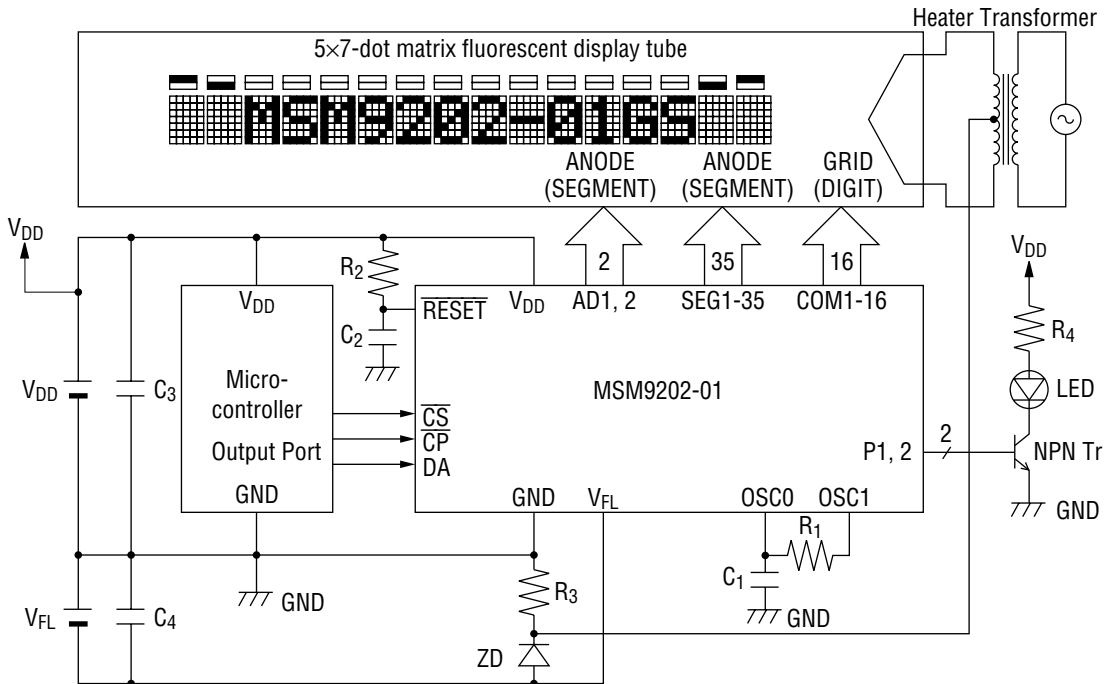 Heater Transformer
5×7-dot matrix fluorescent display tube
MSM9202-01GS
ANODE (SEGMENT)
ANODE (SEGMENT)
GRID (DIGIT)
2
35
16
VDD
R2
VDD
RESET
VDD
AD1, 2
SEG1-35
COM1-16
VDD
C2
R4
VDD
C3
Micro-
controller
MSM9202-01
LED
CS
CP
Output Port
DA
P1, 2
2
NPN Tr
GND
GND
VFL
OSC0
OSC1
GND
R1
VFL
C4
GND
R3
C1
GND
ZD